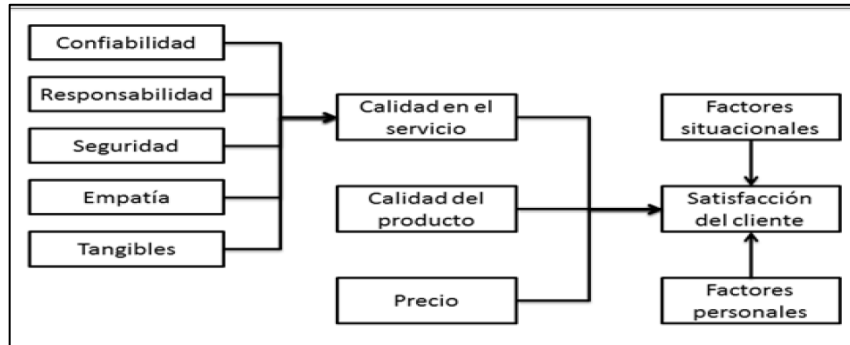 Confiabilidad
Responsabilidad
Seguridad
Empatía
Tangibles
Calidad en el
servicio
Calidad del
producto
Precio
Factores
situacionales
Satisfacción
del cliente
Factores
personales